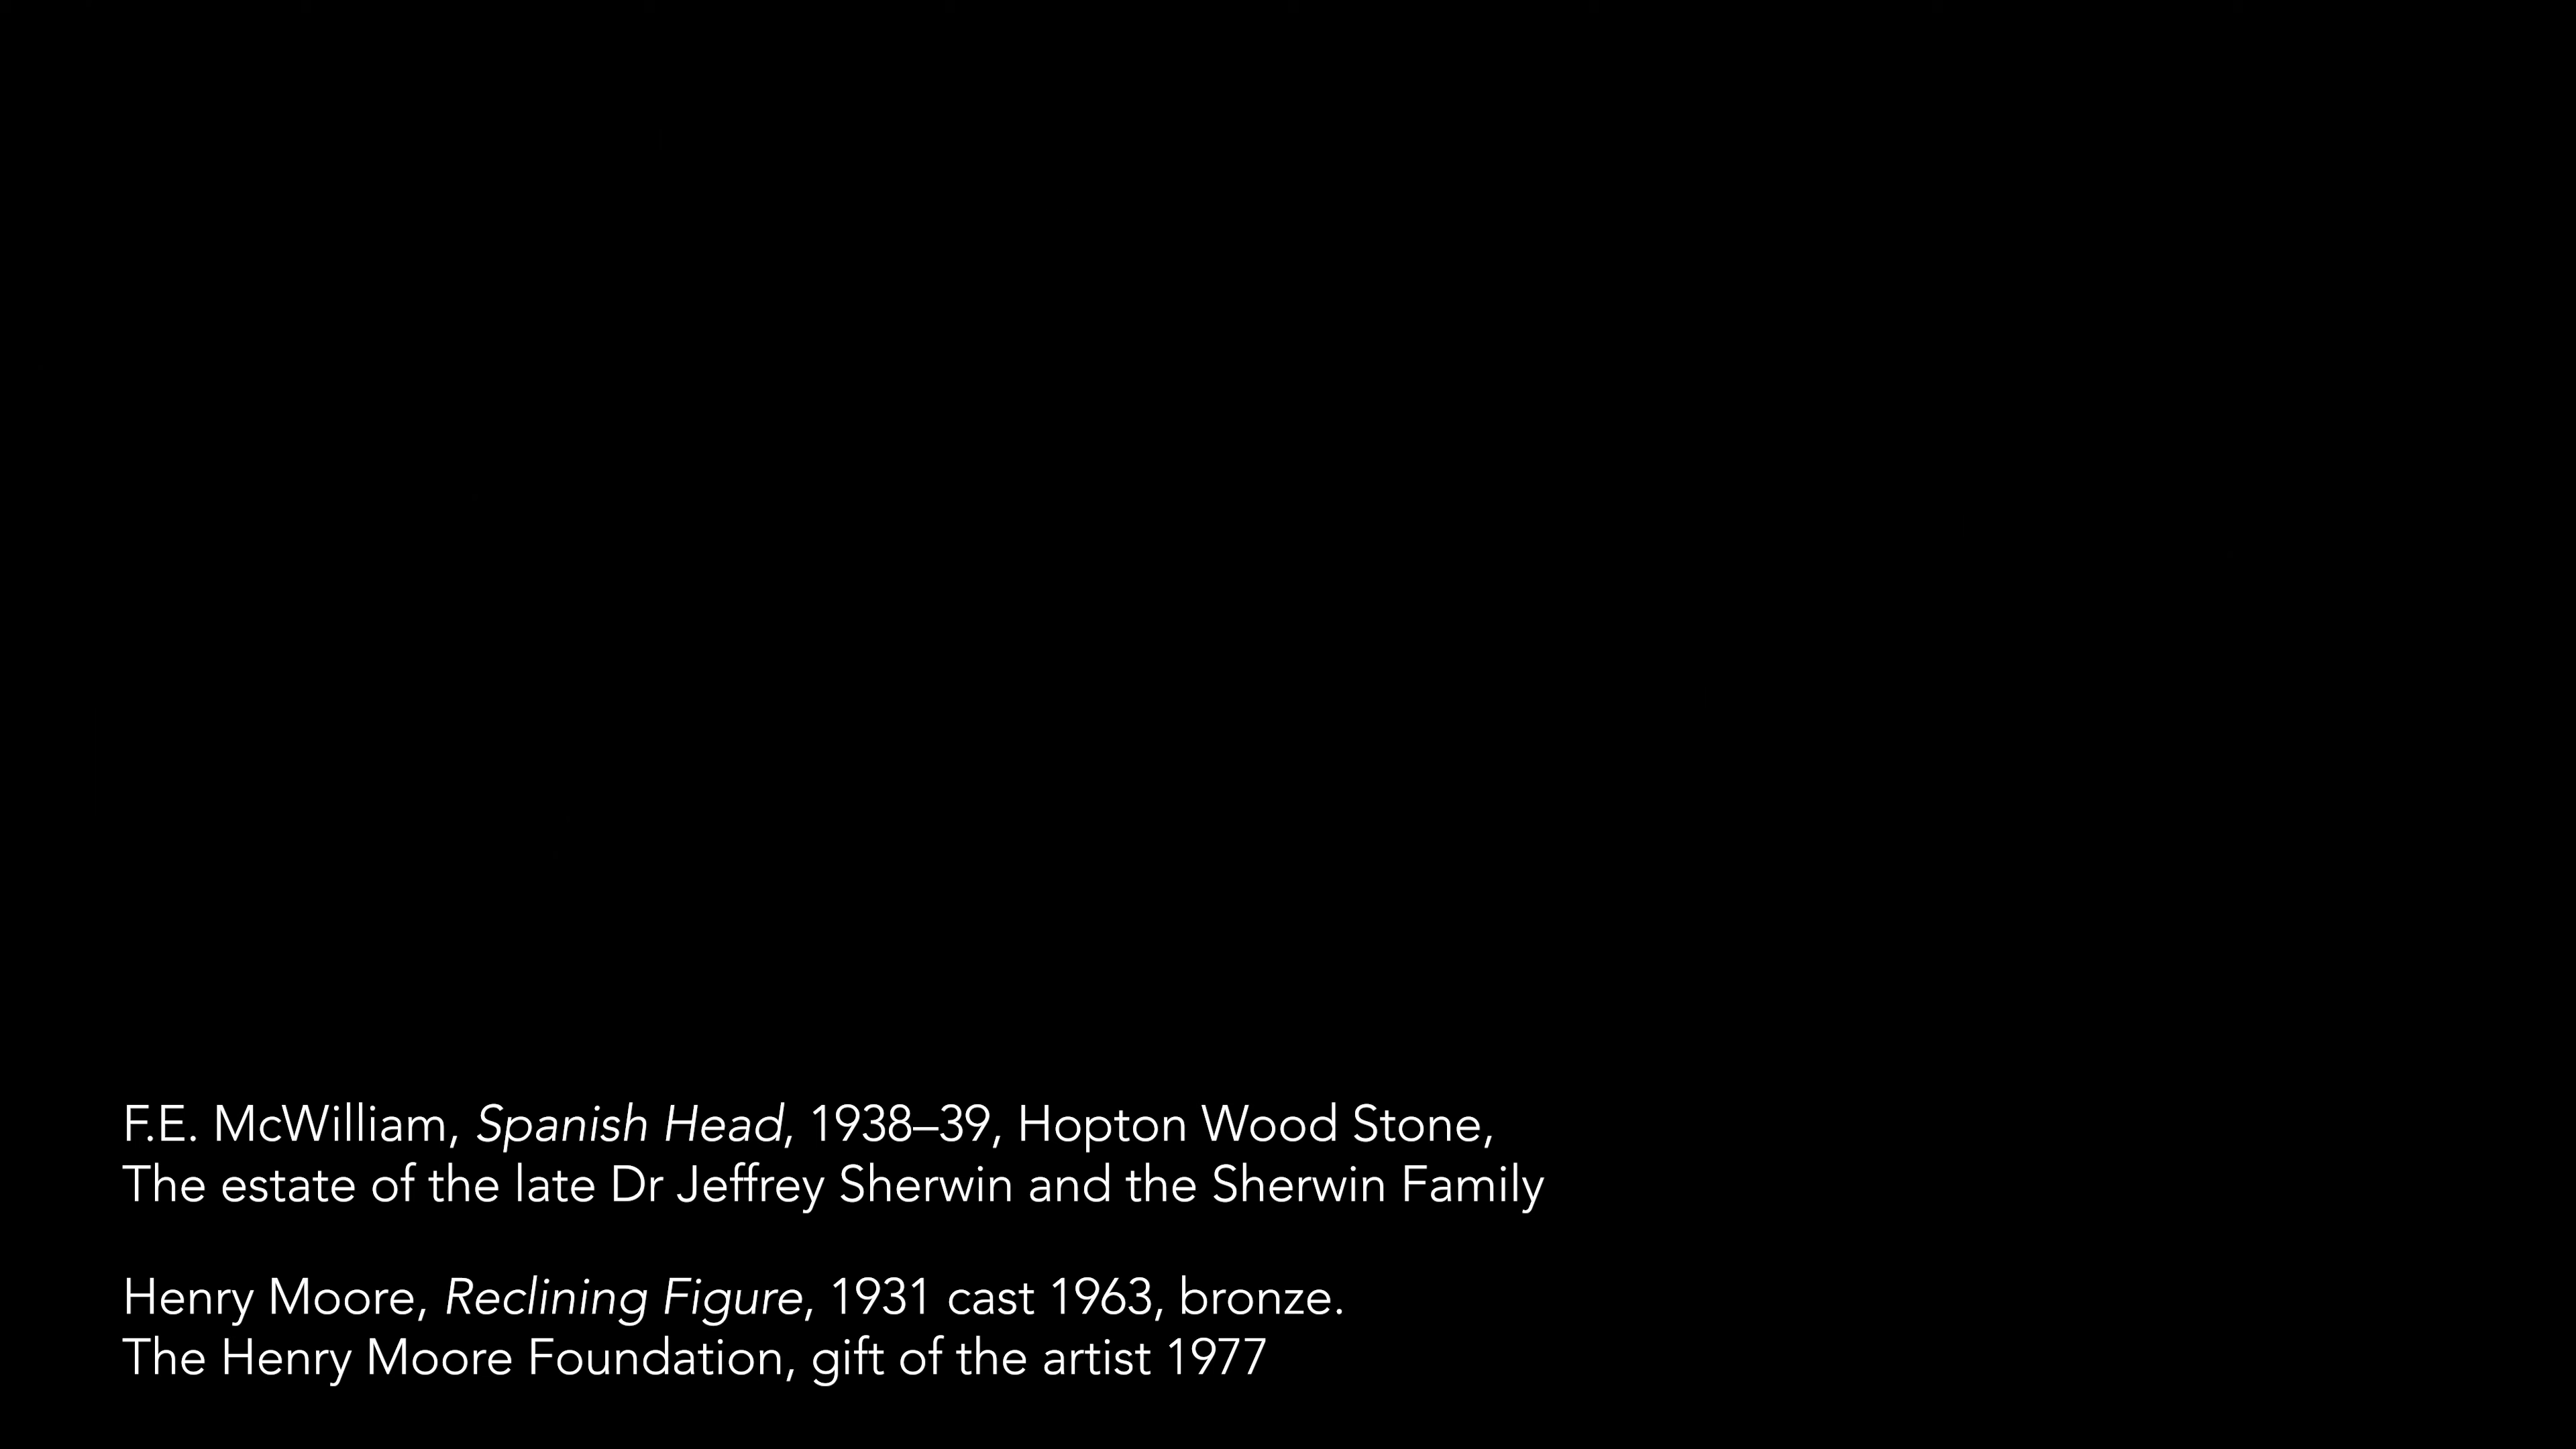 F.E. McWilliam, Spanish Head, 1938–39, Hopton Wood Stone,
The estate of the late Dr Jeffrey Sherwin and the Sherwin Family
Henry Moore, Reclining Figure, 1931 cast 1963, bronze.
The Henry Moore Foundation, gift of the artist 1977